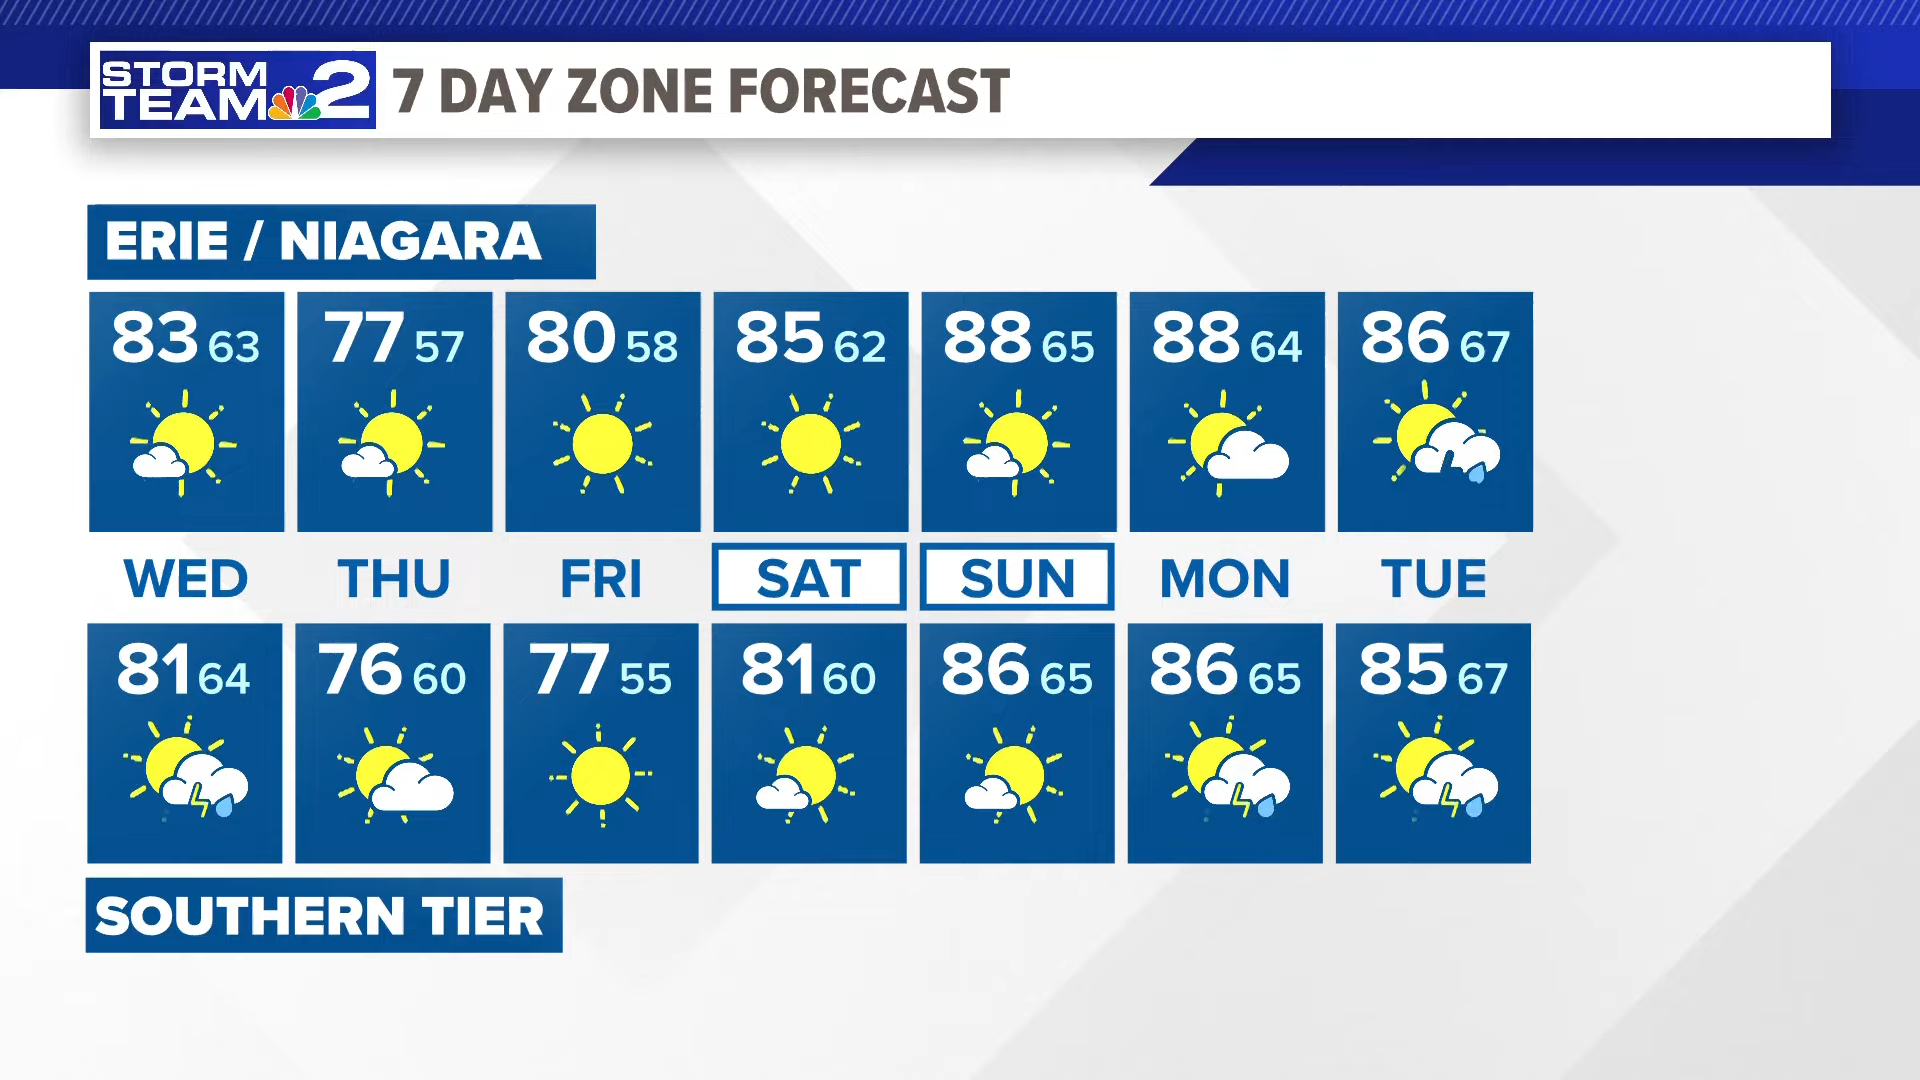 STORM
TEAM 2
7 DAY ZONE FORECAST
ERIE / NIAGARA
83 63 77 57 80 58 85 62 88 65 88 64 86 67
WED THU FRI SAT SUN MON TUE
81 64 76 60 77 55 81 60 86 65 86 65 85 67
SOUTHERN TIER